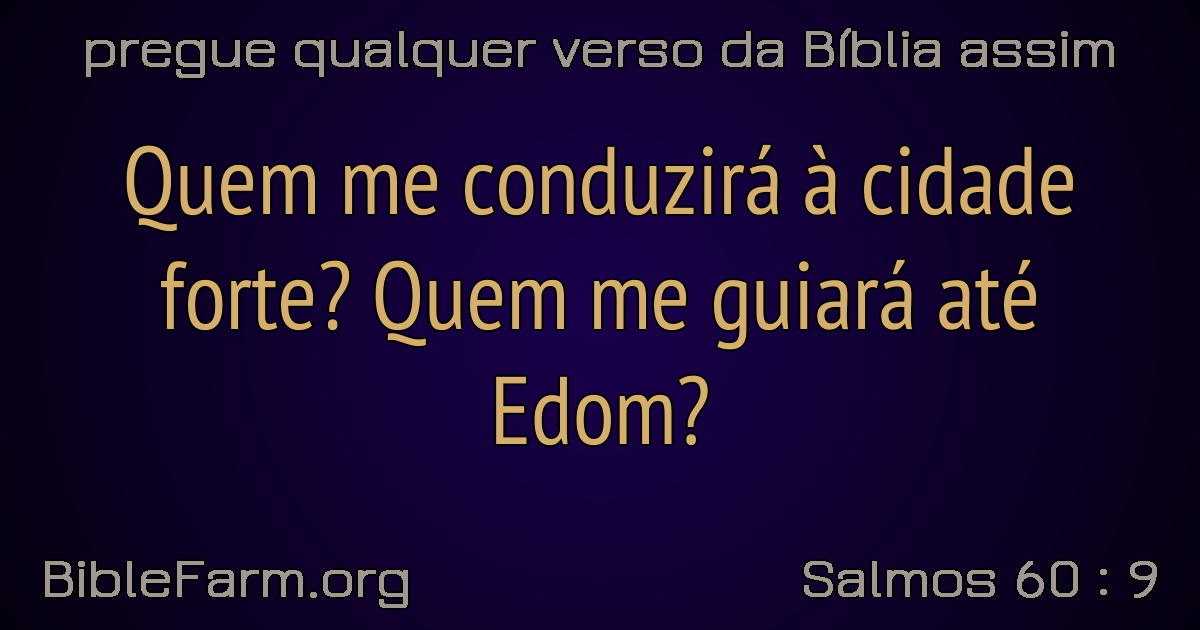 pregue qualquer verso da Bíblia assim
Quem me conduzirá à cidade
forte? Quem me guiará até
Edom?
BibleFarm.org
Salmos 60 : 9